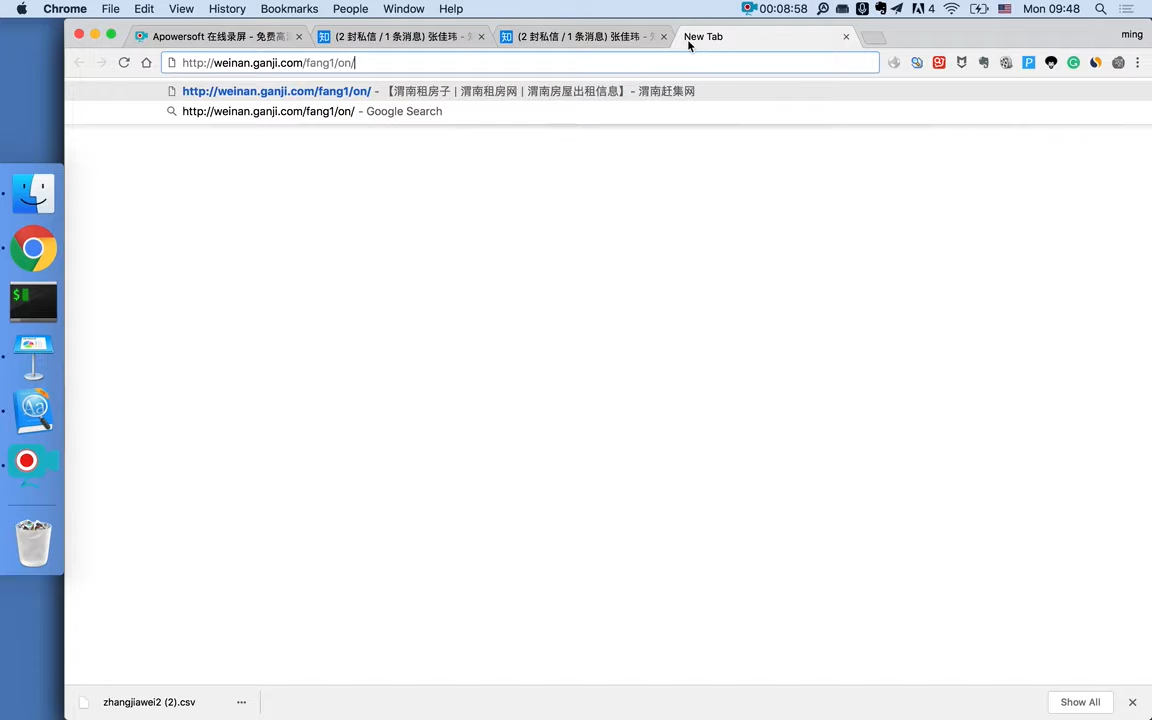 Chrome File Edit View History Bookmarks People Window Help 00:08:58 4 Mon 09:48
Apowersoft 在线录屏 - 免费高 (2 封私信 / 1 条消息) 张佳玮 - (2 封私信 / 1 条消息) 张佳玮 - New Tab ming
http://weinan.ganji.com/fang1/on/
http://weinan.ganji.com/fang1/on/ - 【渭南租房子 | 渭南租房网 | 渭南房屋出租信息】 - 渭南赶集网
http://weinan.ganji.com/fang1/on/ - Google Search
zhangjiawei2 (2).csv Show All